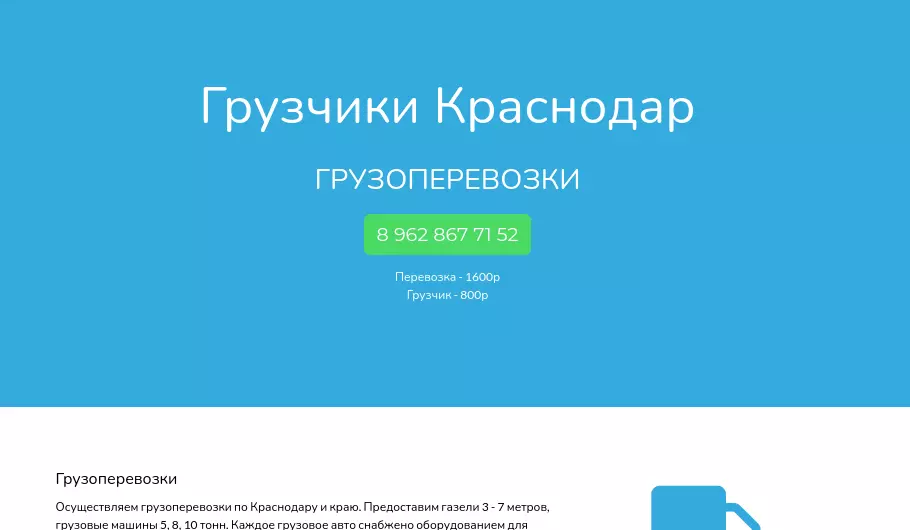 Грузчики Краснодар
ГРУЗОПЕРЕВОЗКИ
8 962 867 71 52
Перевозка - 1600р
Грузчик - 800р
Грузоперевозки
Осуществляем грузоперевозки по Краснодару и краю. Предоставим газели 3 - 7 метров,
грузовые машины 5, 8, 10 тонн. Каждое грузовое авто снабжено оборудованием для